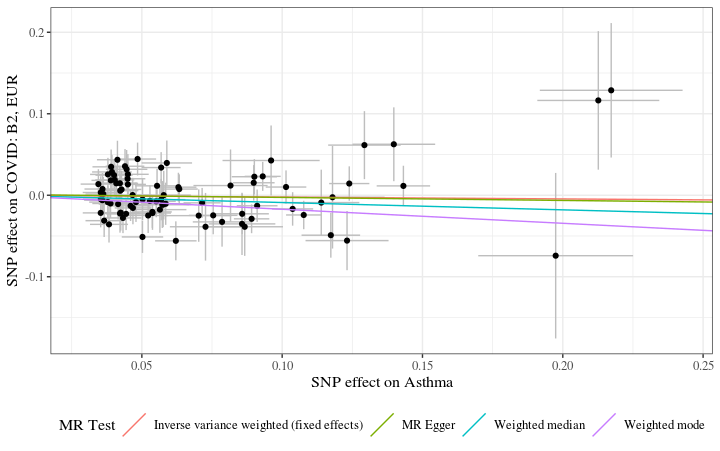 SNP effect on COVID: B2, EUR
0.2
0.1
0.0
-0.1
0.05 0.10 0.15 0.20 0.25
SNP effect on Asthma
MR Test Inverse variance weighted (fixed effects) MR Egger Weighted median Weighted mode